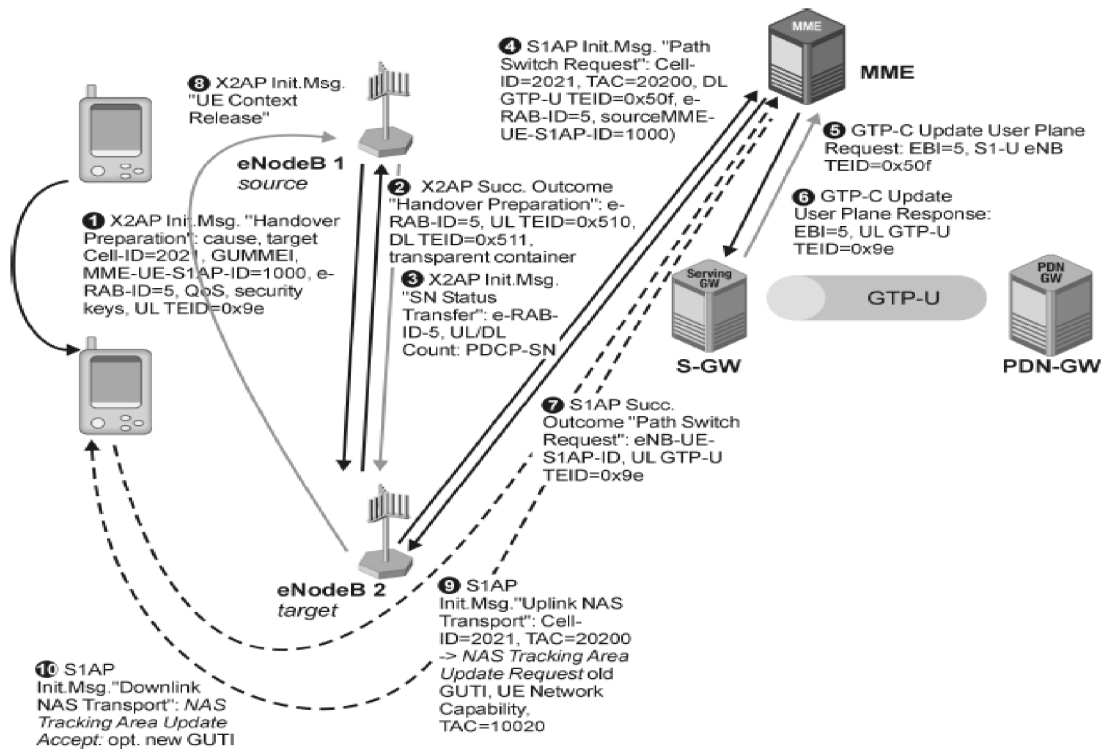 MME
MME
❹ S1AP Init.Msg. "Path
Switch Request": Cell-
ID=2021, TAC=20200, DL
GTP-U TEID=0x50f, e-
RAB-ID=5, sourceMME-
UE-S1AP-ID=1000)
❽ X2AP Init.Msg.
"UE Context
Release"
eNodeB 1
source
❺ GTP-C Update User Plane
Request: EBI=5, S1-U eNB
TEID=0x50f
❷ X2AP Succ. Outcome
"Handover Preparation": e-
RAB-ID=5, UL TEID=0x510,
DL TEID=0x511,
transparent container
❻ GTP-C Update
User Plane Response:
EBI=5, UL GTP-U
TEID=0x9e
❶ X2AP Init.Msg. "Handover
Preparation": cause, target
Cell-ID=2021, GUMMEI,
MME-UE-S1AP-ID=1000, e-
RAB-ID=5, QoS, security
keys, UL TEID=0x9e
❸ X2AP Init.Msg.
"SN Status
Transfer": e-RAB-
ID-5, UL/DL
Count: PDCP-SN
Serving
GW
S-GW
GTP-U
PDN
GW
PDN-GW
❼ S1AP Succ.
Outcome "Path Switch
Request": eNB-UE-
S1AP-ID, UL GTP-U
TEID=0x9e
eNodeB 2
target
❾ S1AP
Init.Msg."Uplink NAS
Transport": Cell-
ID=2021, TAC=20200
-> NAS Tracking Area
Update Request old
GUTI, UE Network
Capability,
TAC=10020
❿ S1AP
Init.Msg."Downlink
NAS Transport": NAS
Tracking Area Update
Accept: opt. new GUTI